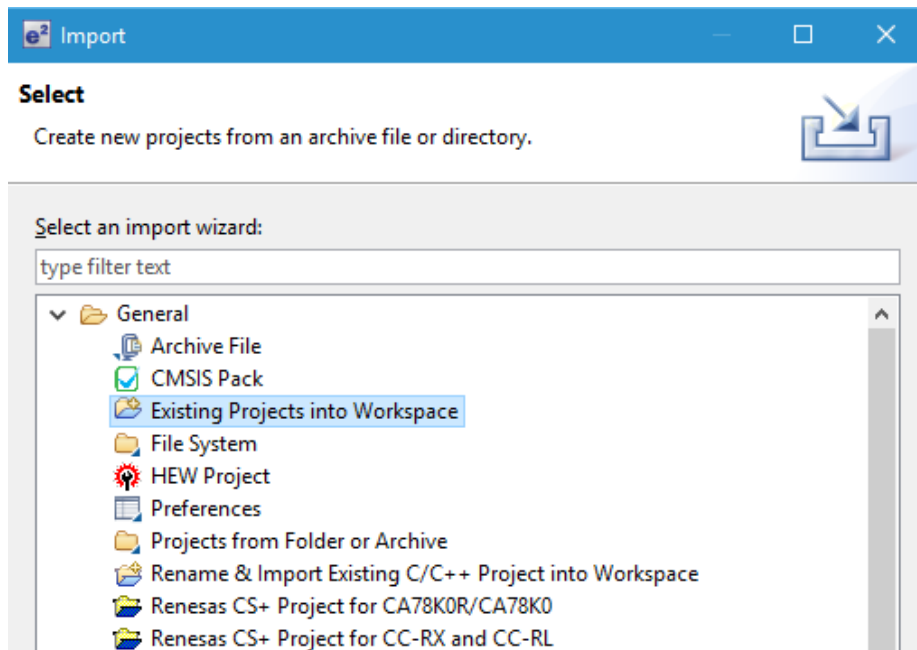 e² Import
Select
Create new projects from an archive file or directory.
Select an import wizard:
type filter text
General
Archive File
CMSIS Pack
Existing Projects into Workspace
File System
HEW Project
Preferences
Projects from Folder or Archive
Rename & Import Existing C/C++ Project into Workspace
Renesas CS+ Project for CA78K0R/CA78K0
Renesas CS+ Project for CC-RX and CC-RL